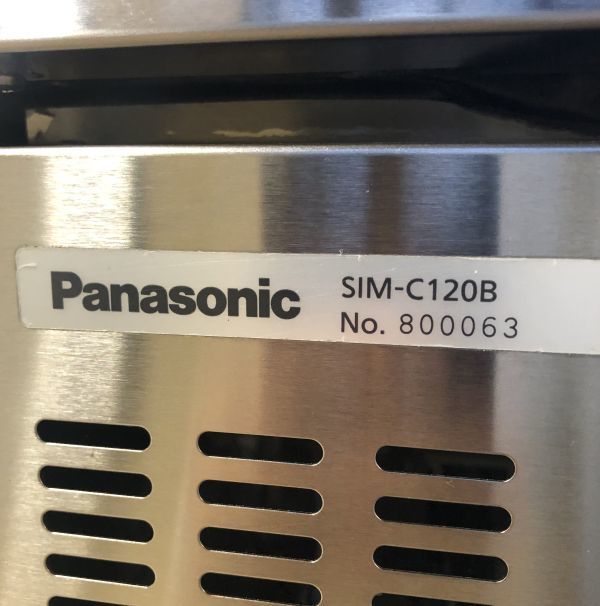 Panasonic
SIM-C120B
No. 800063